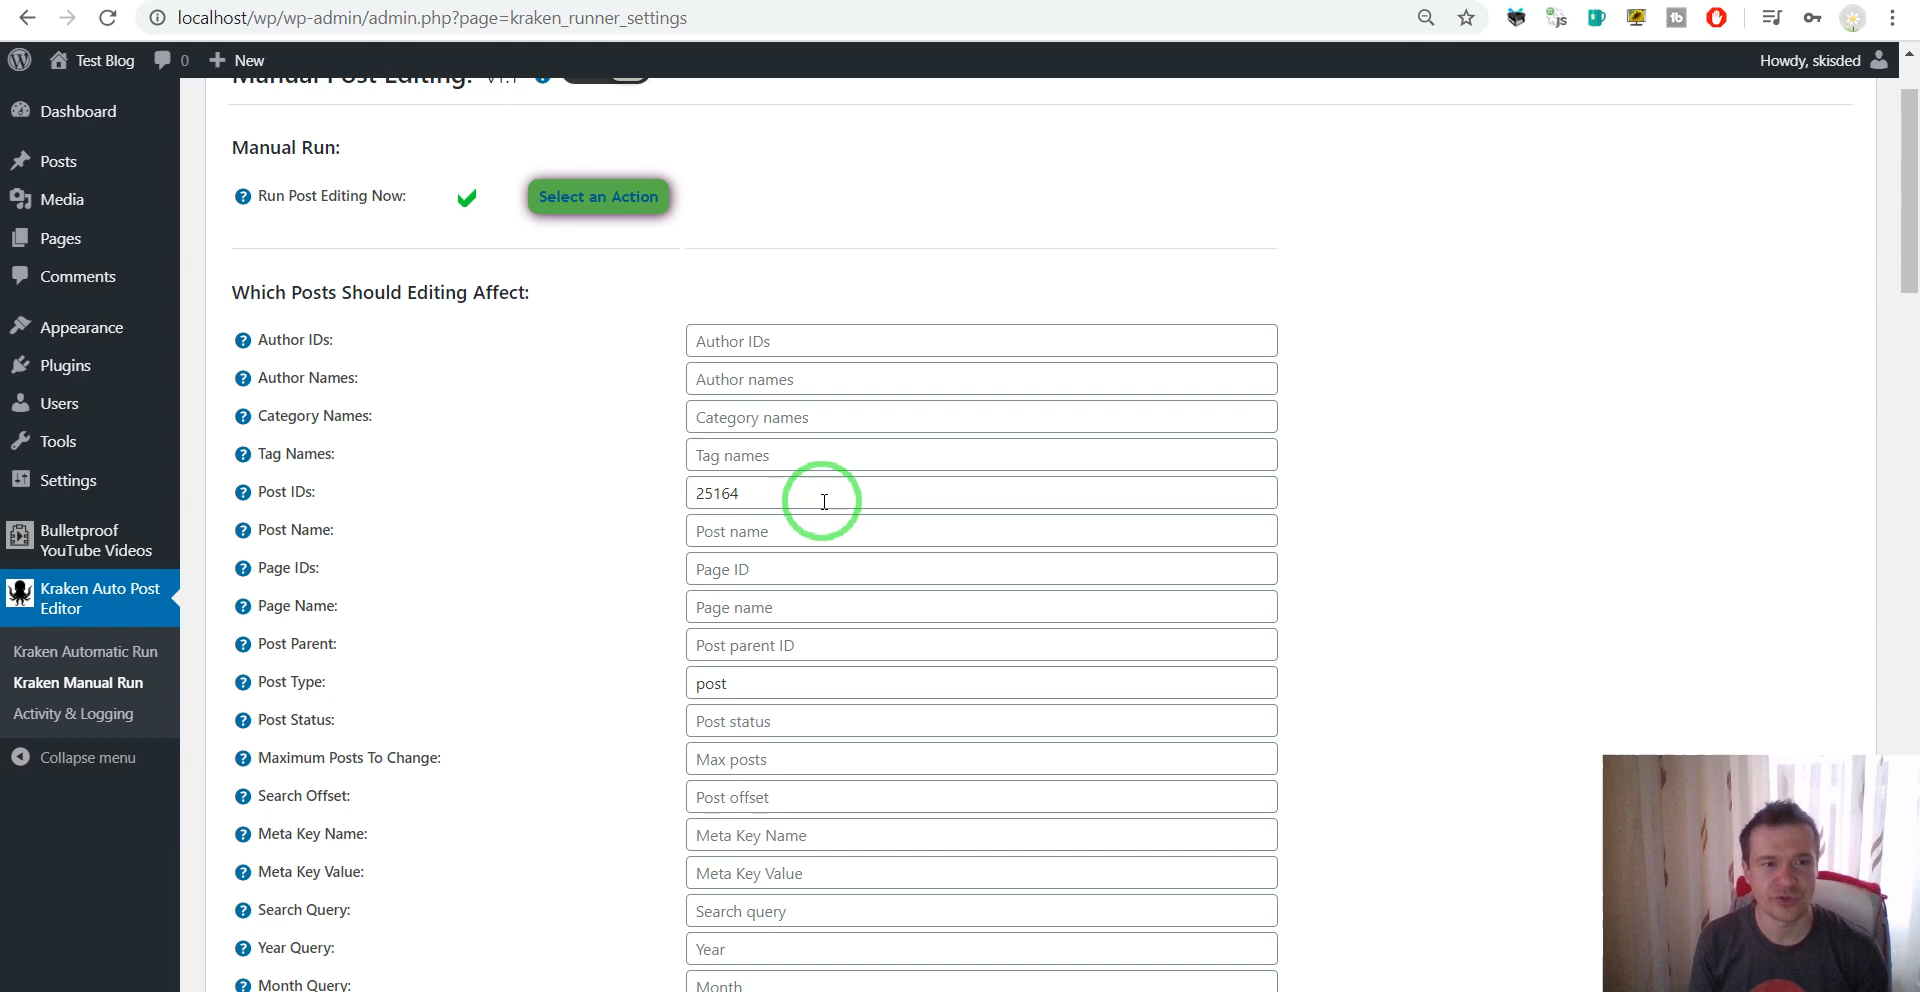 localhost/wp/wp-admin/admin.php?page=kraken_runner_settings
Test Blog 0 New Howdy, skisded
Manual Post Editing: v1.1
Dashboard
Posts
Media
Pages
Comments
Appearance
Plugins
Users
Tools
Settings
Bulletproof
YouTube Videos
Kraken Auto Post
Editor
Kraken Automatic Run
Kraken Manual Run
Activity & Logging
Collapse menu
Manual Run:
Run Post Editing Now: Select an Action
Which Posts Should Editing Affect:
Author IDs: Author IDs
Author Names: Author names
Category Names: Category names
Tag Names: Tag names
Post IDs: 25164
Post Name: Post name
Page IDs: Page ID
Page Name: Page name
Post Parent: Post parent ID
Post Type: post
Post Status: Post status
Maximum Posts To Change: Max posts
Search Offset: Post offset
Meta Key Name: Meta Key Name
Meta Key Value: Meta Key Value
Search Query: Search query
Year Query: Year
Month Query: Month